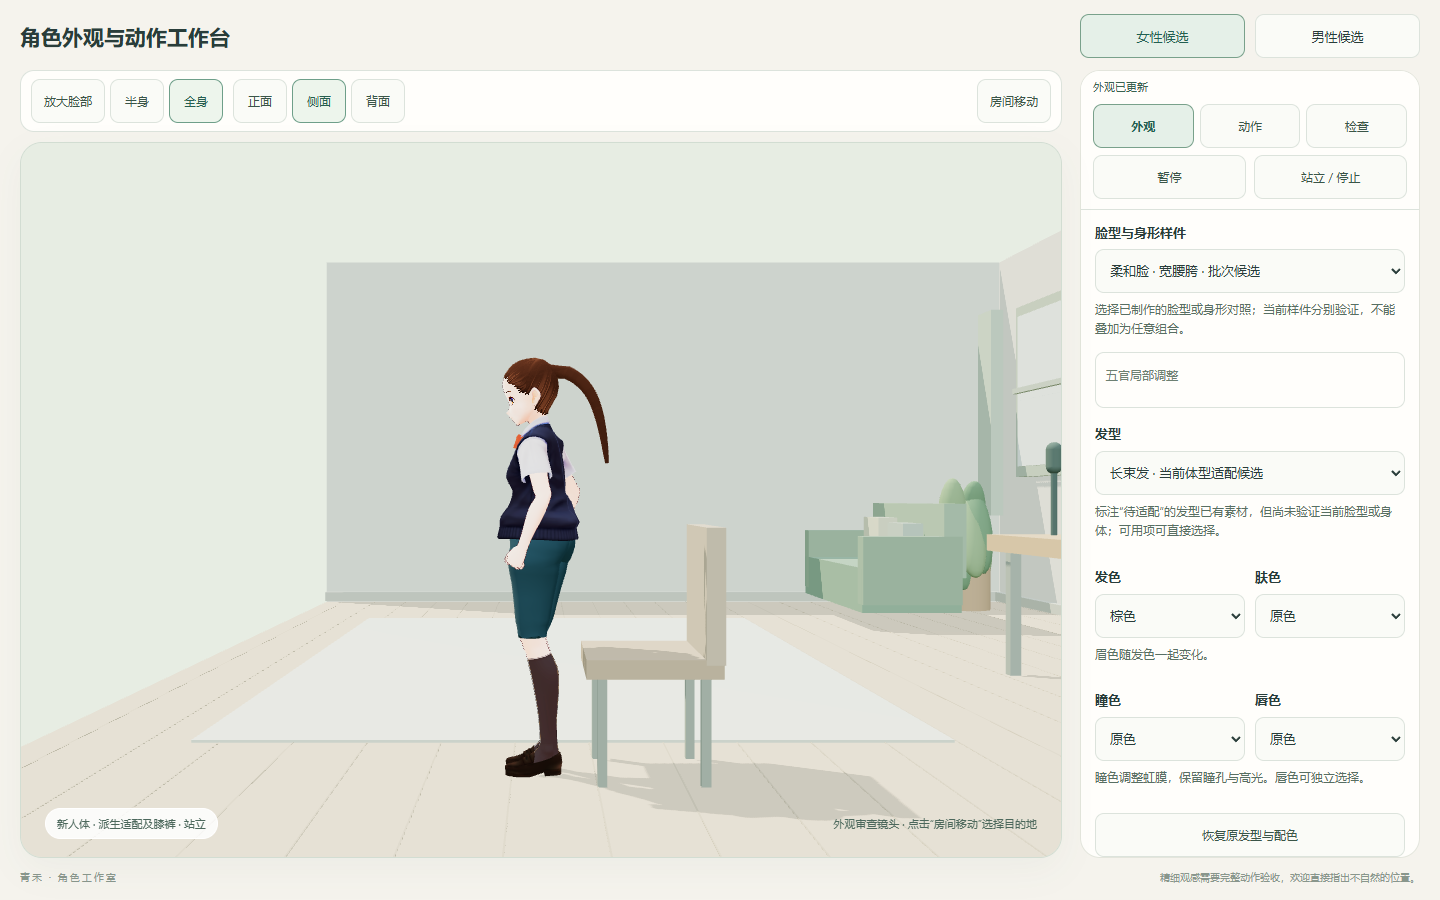 角色外观与动作工作台
女性候选
男性候选
放大脸部
半身
全身
正面
侧面
背面
房间移动
外观已更新
外观
动作
检查
暂停
站立 / 停止
脸型与身形样件
柔和脸 · 宽腰胯 · 批次候选
选择已制作的脸型或身形对照；当前样件分别验证，不能
叠加为任意组合。
五官局部调整
发型
长束发 · 当前体型适配候选
标注“待适配”的发型已有素材，但尚未验证当前脸型或身
体；可用项可直接选择。
发色
肤色
棕色
原色
眉色随发色一起变化。
瞳色
唇色
原色
原色
瞳色调整虹膜，保留瞳孔与高光。唇色可独立选择。
恢复原发型与配色
新人体 · 派生适配及膝裤 · 站立
外观审查镜头 · 点击“房间移动”选择目的地
青禾 · 角色工作室
精细观感需要完整动作验收，欢迎直接指出不自然的位置。